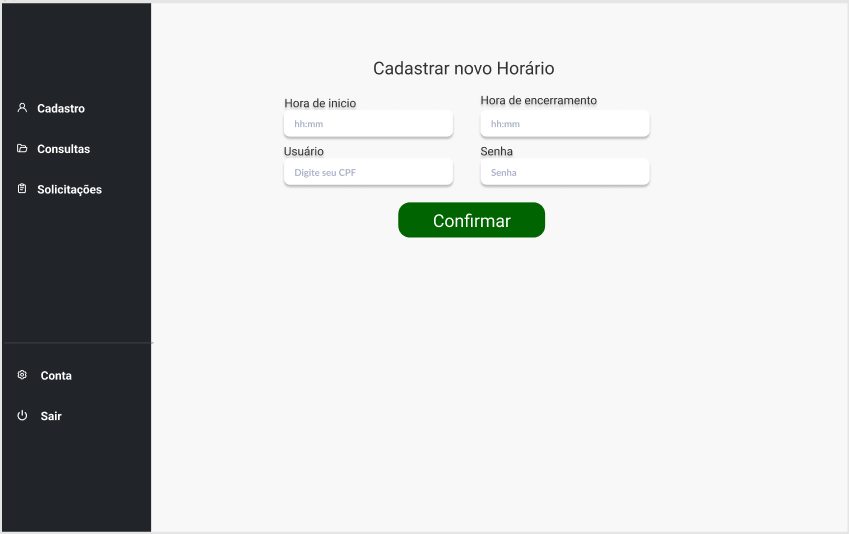 Cadastro
Consultas
Solicitações
Conta
Sair
Cadastrar novo Horário
Hora de inicio
Hora de encerramento
hh:mm
hh:mm
Usuário
Senha
Digite seu CPF
Senha
Confirmar